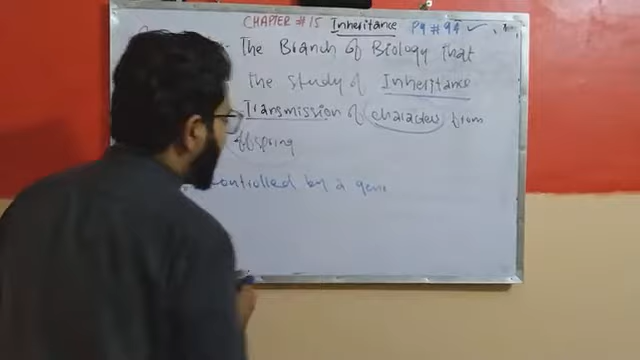 CHAPTER #15 Inheritance Pg # 94
The Branch of Biology that
the study of Inheritance
Transmission of characters from
offspring
controlled by a gene